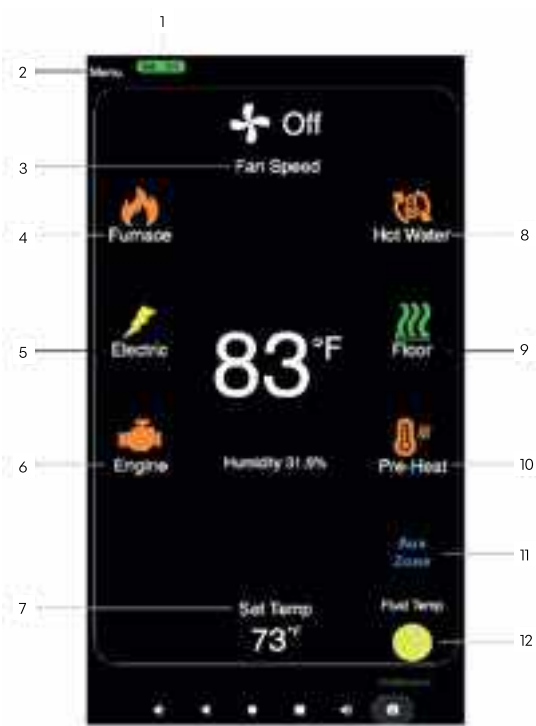 1
2
Menu
Off
3
Fan Speed
4
Furnace
Hot Water
8
5
Electric
Floor
9
83°F
6
Engine
Humidity 31.6%
Pre-Heat
10
Aux
Zone
11
7
Set Temp
Fluid Temp
73°F
12